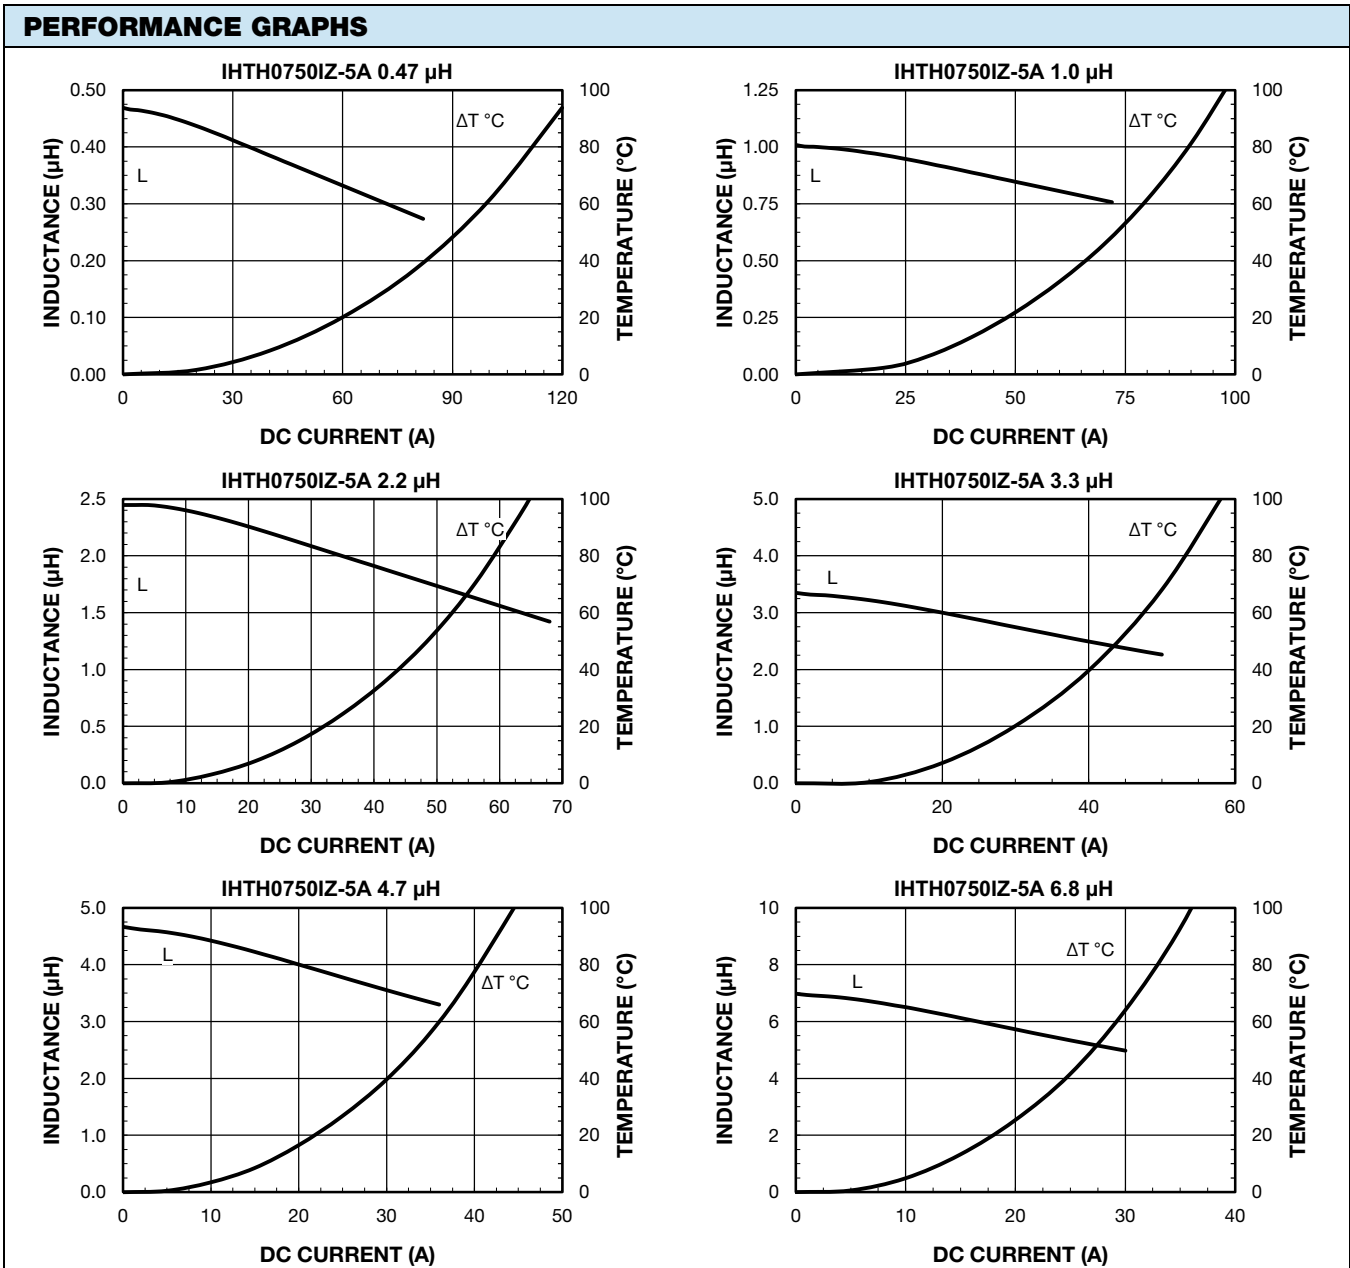 PERFORMANCE GRAPHS
IHTH0750IZ-5A 0.47 µH
INDUCTANCE (µH)
0.50
0.40
0.30
0.20
0.10
0.00
L
ΔT °C
100
80
60
40
20
0
TEMPERATURE (°C)
0 30 60 90 120
DC CURRENT (A)
IHTH0750IZ-5A 1.0 µH
INDUCTANCE (µH)
1.25
1.00
0.75
0.50
0.25
0.00
L
ΔT °C
100
80
60
40
20
0
TEMPERATURE (°C)
0 25 50 75 100
DC CURRENT (A)
IHTH0750IZ-5A 2.2 µH
INDUCTANCE (µH)
2.5
2.0
1.5
1.0
0.5
0.0
L
ΔT °C
100
80
60
40
20
0
TEMPERATURE (°C)
0 10 20 30 40 50 60 70
DC CURRENT (A)
IHTH0750IZ-5A 3.3 µH
INDUCTANCE (µH)
5.0
4.0
3.0
2.0
1.0
0.0
L
ΔT °C
100
80
60
40
20
0
TEMPERATURE (°C)
0 20 40 60
DC CURRENT (A)
IHTH0750IZ-5A 4.7 µH
INDUCTANCE (µH)
5.0
4.0
3.0
2.0
1.0
0.0
L
ΔT °C
100
80
60
40
20
0
TEMPERATURE (°C)
0 10 20 30 40 50
DC CURRENT (A)
IHTH0750IZ-5A 6.8 µH
INDUCTANCE (µH)
10
8
6
4
2
0
L
ΔT °C
100
80
60
40
20
0
TEMPERATURE (°C)
0 10 20 30 40
DC CURRENT (A)